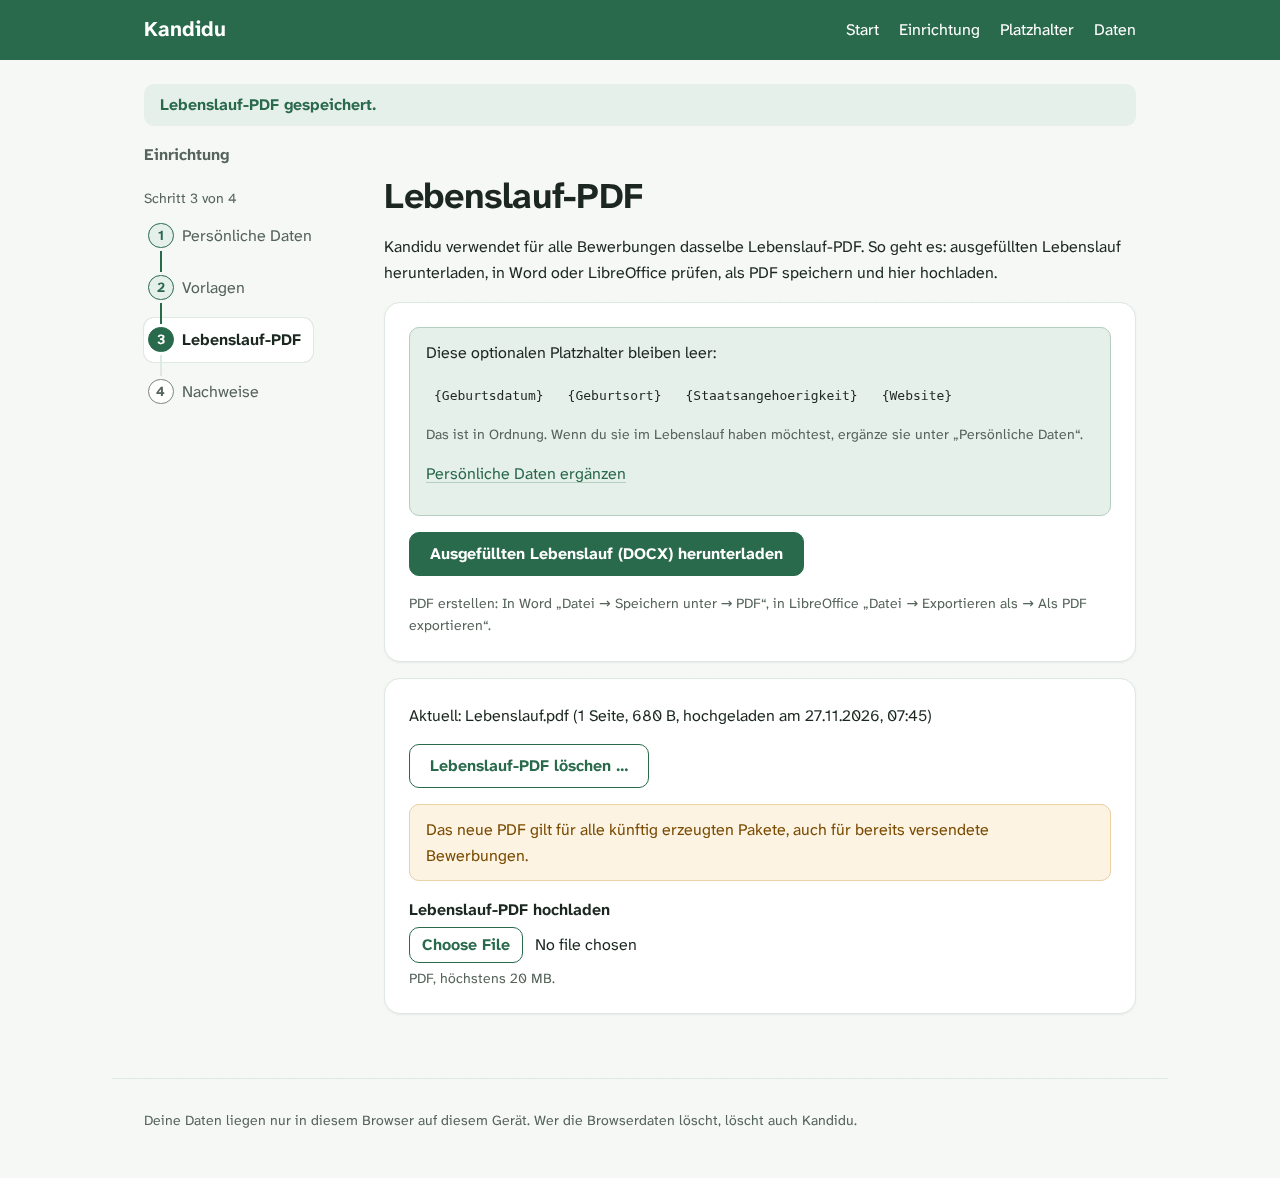 Kandidu
Start
Einrichtung
Platzhalter
Daten
Lebenslauf-PDF gespeichert.
Einrichtung
Schritt 3 von 4
1 Persönliche Daten
2 Vorlagen
3 Lebenslauf-PDF
4 Nachweise
Lebenslauf-PDF
Kandidu verwendet für alle Bewerbungen dasselbe Lebenslauf-PDF. So geht es: ausgefüllten Lebenslauf
herunterladen, in Word oder LibreOffice prüfen, als PDF speichern und hier hochladen.
Diese optionalen Platzhalter bleiben leer:
{Geburtsdatum} {Geburtsort} {Staatsangehoerigkeit} {Website}
Das ist in Ordnung. Wenn du sie im Lebenslauf haben möchtest, ergänze sie unter „Persönliche Daten“.
Persönliche Daten ergänzen
Ausgefüllten Lebenslauf (DOCX) herunterladen
PDF erstellen: In Word „Datei → Speichern unter → PDF“, in LibreOffice „Datei → Exportieren als → Als PDF
exportieren“.
Aktuell: Lebenslauf.pdf (1 Seite, 680 B, hochgeladen am 27.11.2026, 07:45)
Lebenslauf-PDF löschen …
Das neue PDF gilt für alle künftig erzeugten Pakete, auch für bereits versendete
Bewerbungen.
Lebenslauf-PDF hochladen
Choose File No file chosen
PDF, höchstens 20 MB.
Deine Daten liegen nur in diesem Browser auf diesem Gerät. Wer die Browserdaten löscht, löscht auch Kandidu.